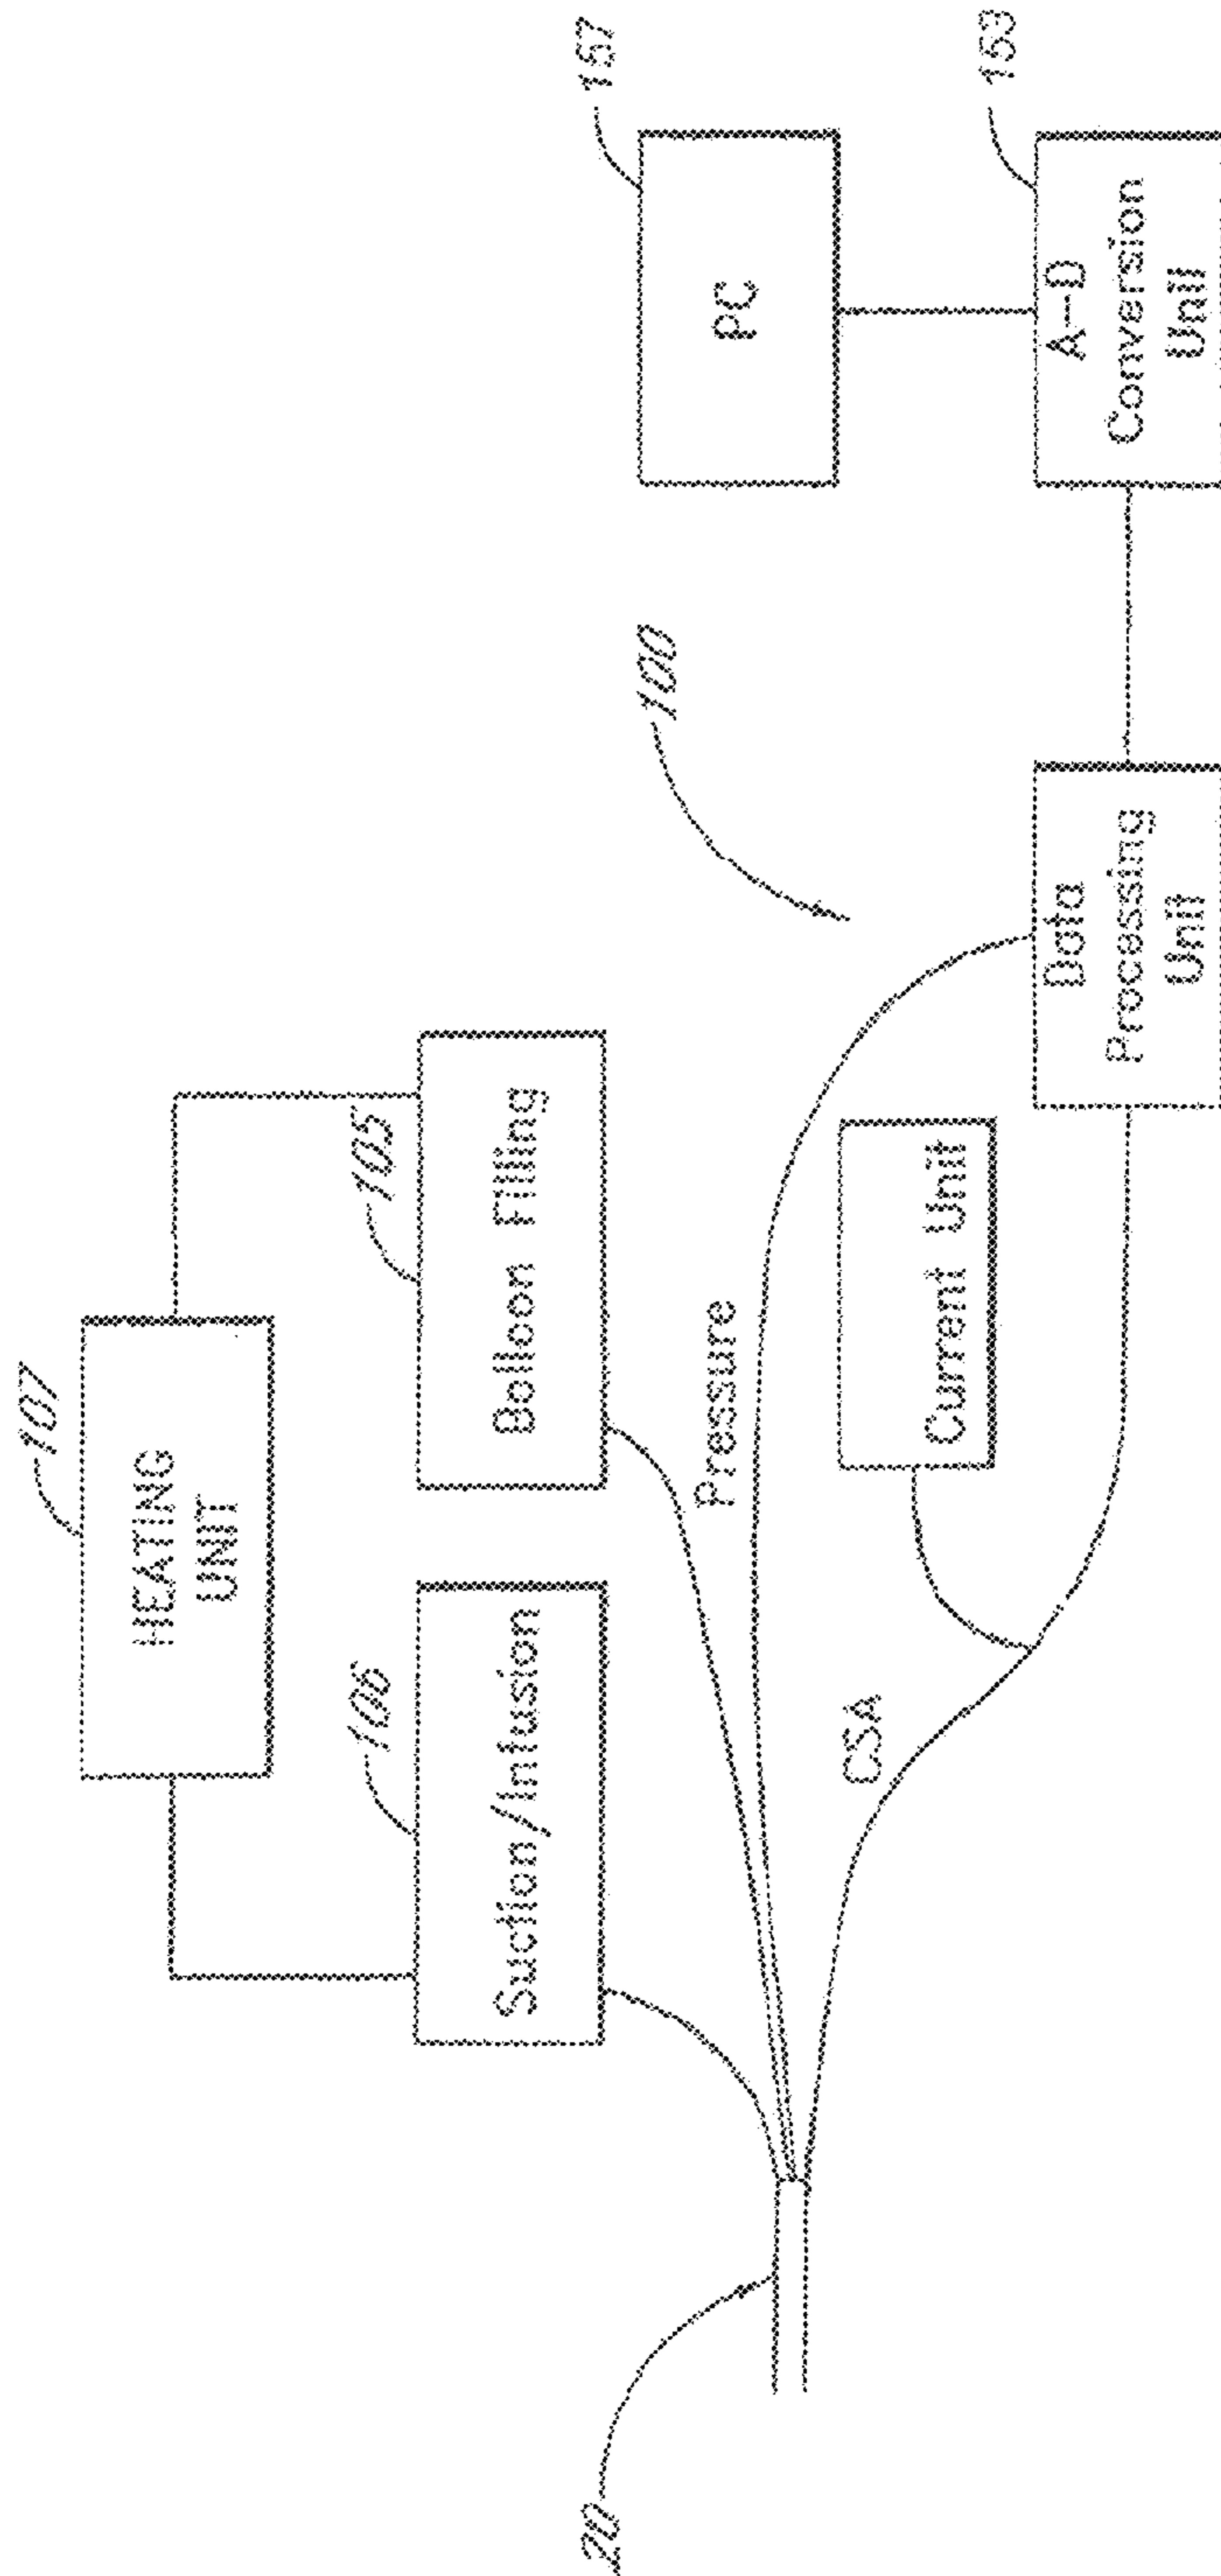 107
HEATING
UNIT
106
Suction/Infusion
105
Balloon Filling
157
PC
100
Pressure
Current Unit
CSA
20
Data
Processing
Unit
153
A-D
Conversion
Unit